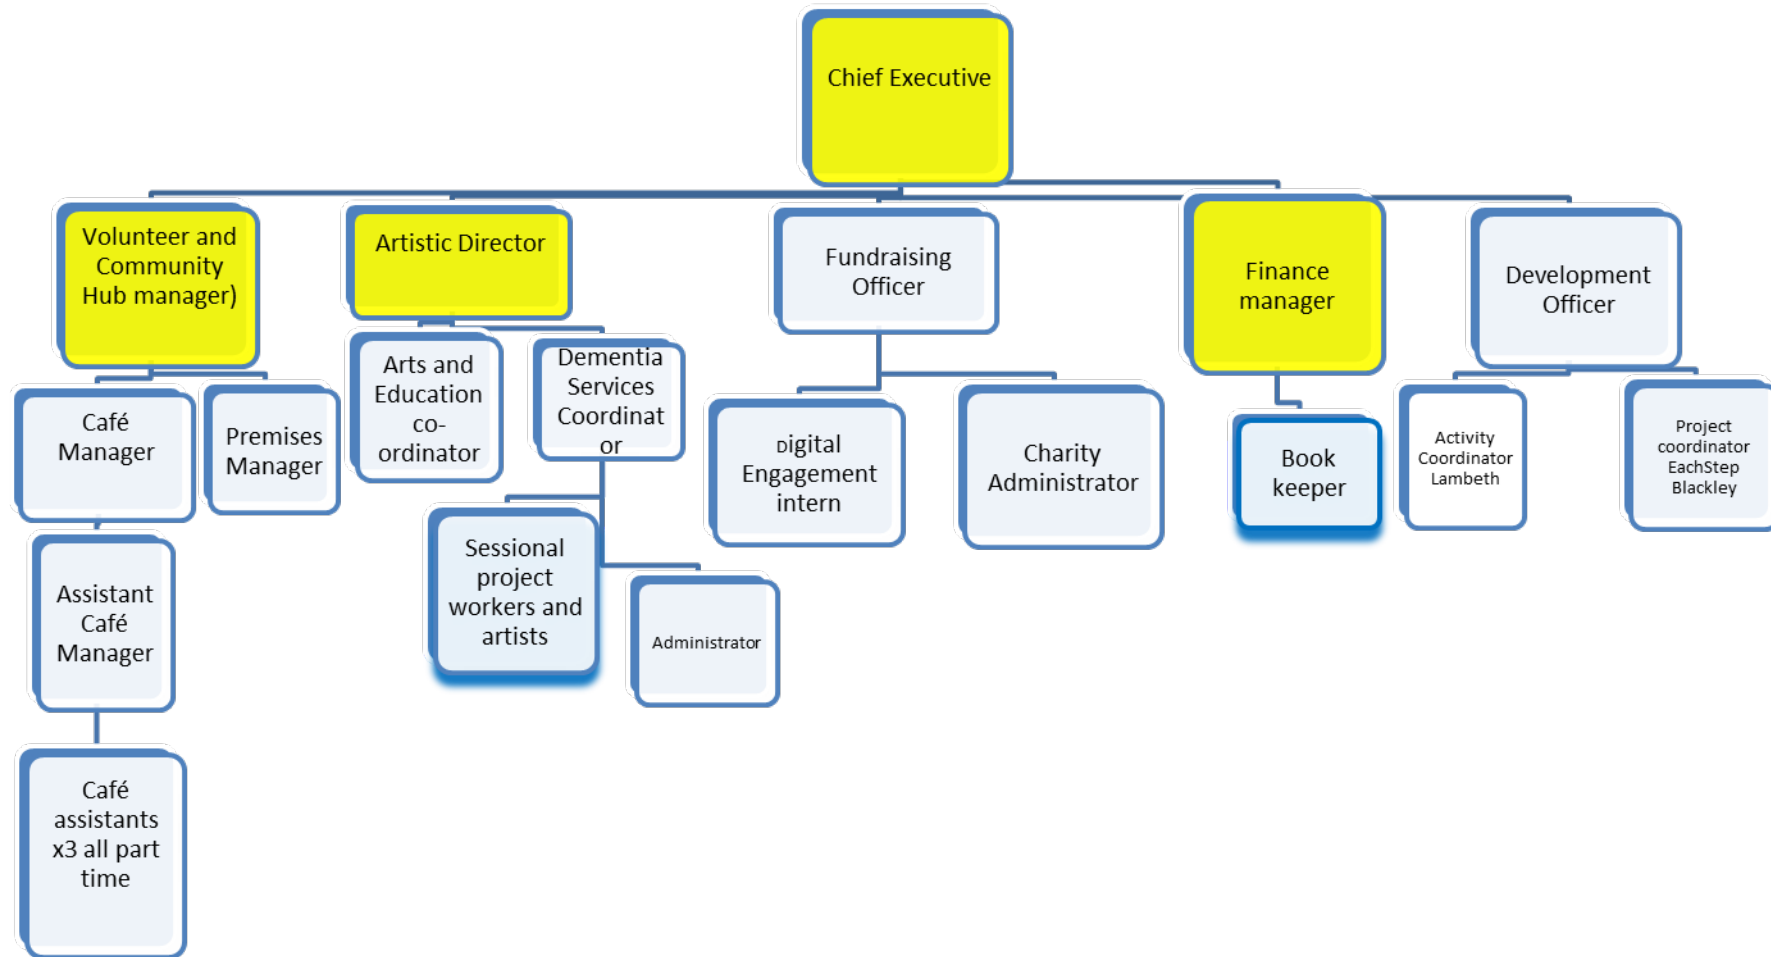 Chief Executive
Volunteer and
Community
Hub manager)
Artistic Director
Fundraising
Officer
Finance
manager
Development
Officer
Café
Manager
Premises
Manager
Arts and
Education
co-
ordinator
Dementia
Services
Coordinat
or
Digital
Engagement
intern
Charity
Administrator
Book
keeper
Activity
Coordinator
Lambeth
Project
coordinator
EachStep
Blackley
Assistant
Café
Manager
Sessional
project
workers and
artists
Administrator
Café
assistants
x3 all part
time